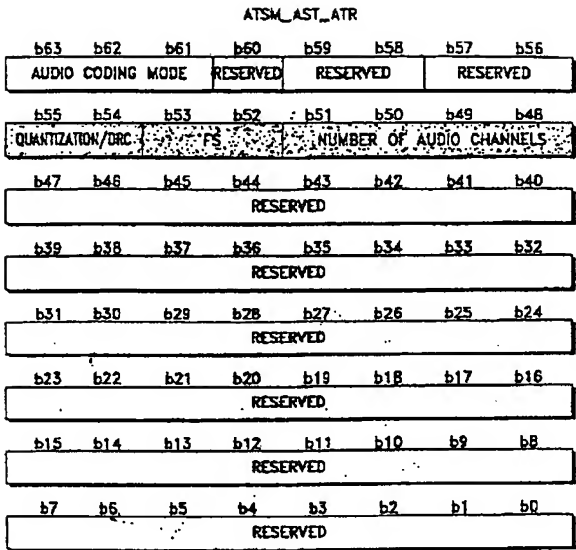 ATSM_AST_ATR
b63 b62 b61 b60 b59 b58 b57 b56
AUDIO CODING MODE RESERVED RESERVED RESERVED
b55 b54 b53 b52 b51 b50 b49 b48
QUANTIZATION/DRC FS NUMBER OF AUDIO CHANNELS
b47 b46 b45 b44 b43 b42 b41 b40
RESERVED
b39 b38 b37 b36 b35 b34 b33 b32
RESERVED
b31 b30 b29 b28 b27 b26 b25 b24
RESERVED
b23 b22 b21 b20 b19 b18 b17 b16
RESERVED
b15 b14 b13 b12 b11 b10 b9 b8
RESERVED
b7 b6 b5 b4 b3 b2 b1 b0
RESERVED